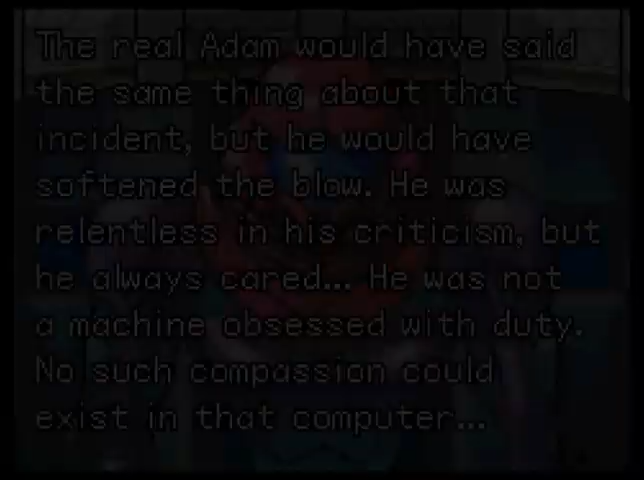 The real Adam would have said
the same thing about that
incident, but he would have
softened the blow. He was
relentless in his criticism, but
he always cared... He was not
a machine obsessed with duty.
No such compassion could
exist in that computer...